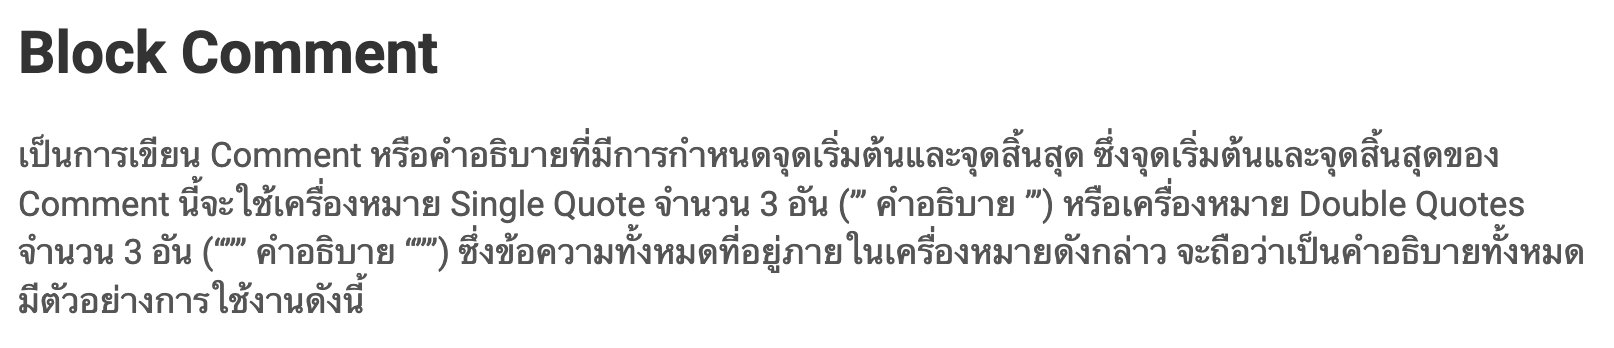 Block Comment
เป็นการเขียน Comment หรือคำอธิบายที่มีการกำหนดจุดเริ่มต้นและจุดสิ้นสุด ซึ่งจุดเริ่มต้นและจุดสิ้นสุดของ
Comment นี้จะใช้เครื่องหมาย Single Quote จำนวน 3 อัน (’’’ คำอธิบาย ’’’) หรือเครื่องหมาย Double Quotes
จำนวน 3 อัน (“”” คำอธิบาย “””) ซึ่งข้อความทั้งหมดที่อยู่ภายในเครื่องหมายดังกล่าว จะถือว่าเป็นคำอธิบายทั้งหมด
มีตัวอย่างการใช้งานดังนี้